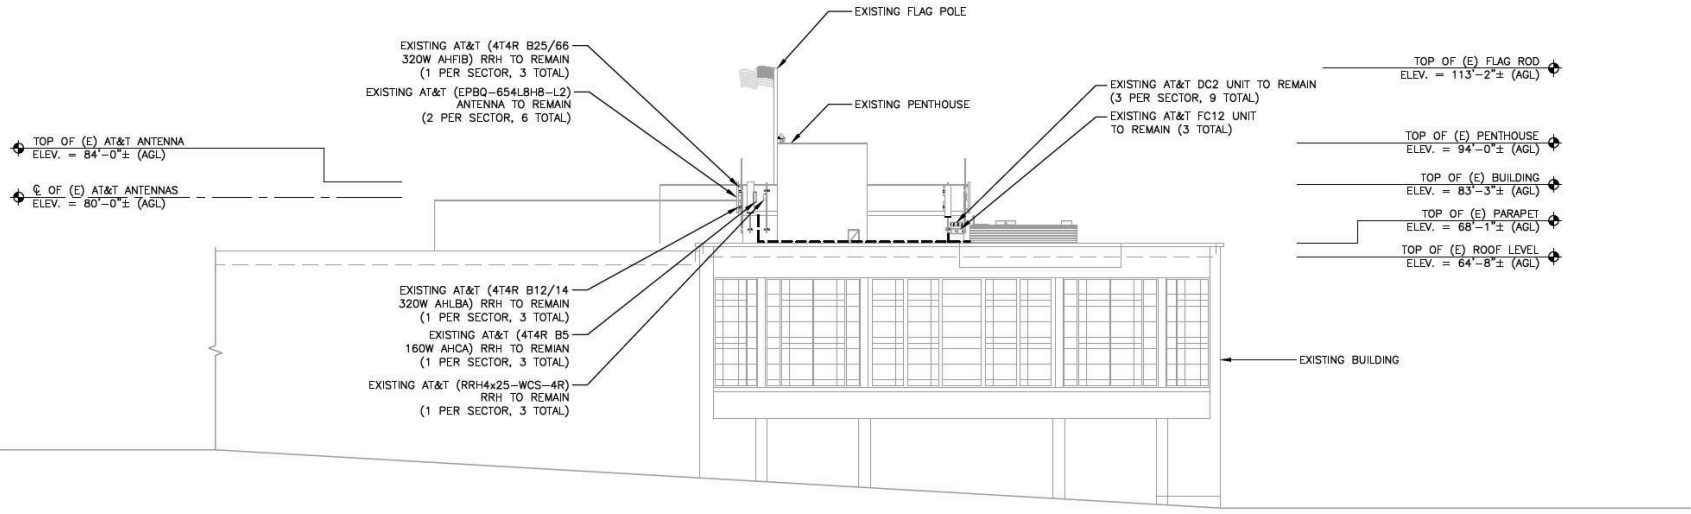 EXISTING FLAG POLE
EXISTING AT&T (4T4R B25/66
320W AHFIB) RRH TO REMAIN
(1 PER SECTOR, 3 TOTAL)
EXISTING AT&T (EPBQ-654L8H8-L2)
ANTENNA TO REMAIN
(2 PER SECTOR, 6 TOTAL)
EXISTING PENTHOUSE
EXISTING AT&T DC2 UNIT TO REMAIN
(3 PER SECTOR, 9 TOTAL)
EXISTING AT&T FC12 UNIT
TO REMAIN (3 TOTAL)
TOP OF (E) FLAG ROD
ELEV. = 113'-2"± (AGL)
TOP OF (E) PENTHOUSE
ELEV. = 94'-0"± (AGL)
TOP OF (E) BUILDING
ELEV. = 83'-3"± (AGL)
TOP OF (E) PARAPET
ELEV. = 68'-1"± (AGL)
TOP OF (E) ROOF LEVEL
ELEV. = 64'-8"± (AGL)
TOP OF (E) AT&T ANTENNA
ELEV. = 84'-0"± (AGL)
℄ OF (E) AT&T ANTENNAS
ELEV. = 80'-0"± (AGL)
EXISTING AT&T (4T4R B12/14
320W AHLBA) RRH TO REMAIN
(1 PER SECTOR, 3 TOTAL)
EXISTING AT&T (4T4R B5
160W AHCA) RRH TO REMIAN
(1 PER SECTOR, 3 TOTAL)
EXISTING AT&T (RRH4x25-WCS-4R)
RRH TO REMAIN
(1 PER SECTOR, 3 TOTAL)
EXISTING BUILDING